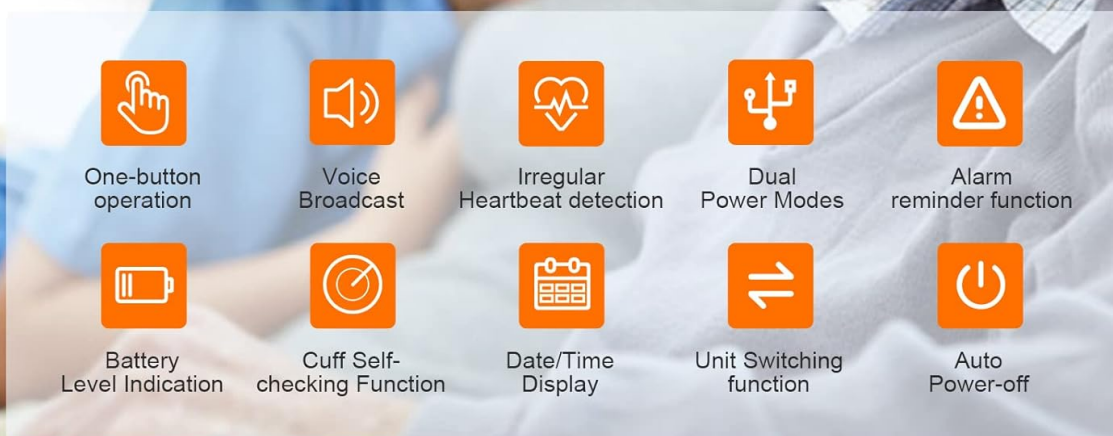 One-button
operation
Voice
Broadcast
Irregular
Heartbeat detection
Dual
Power Modes
Alarm
reminder function
Battery
Level Indication
Cuff Self-
checking Function
Date/Time
Display
Unit Switching
function
Auto
Power-off